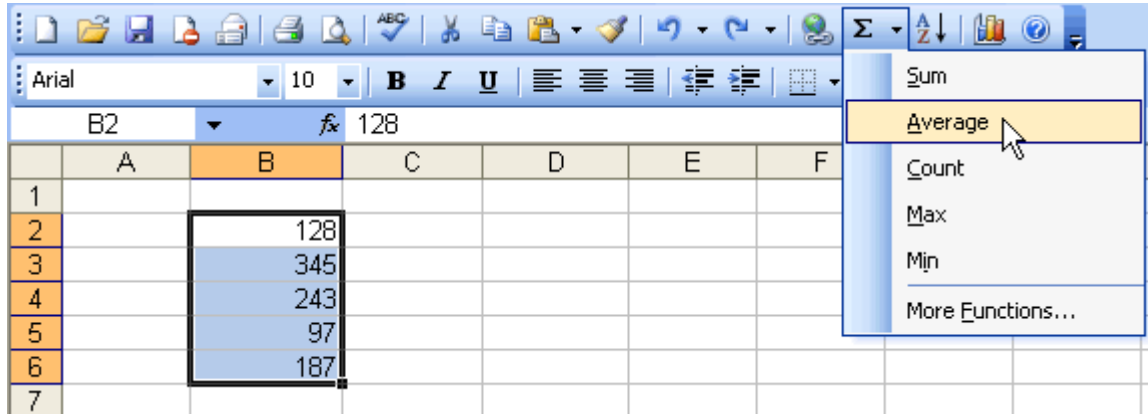 ABC Σ A Z
Arial 10 B I U
B2 fx 128
Sum
Average
Count
Max
Min
More Functions...
A B C D E F
1
2 128
3 345
4 243
5 97
6 187
7